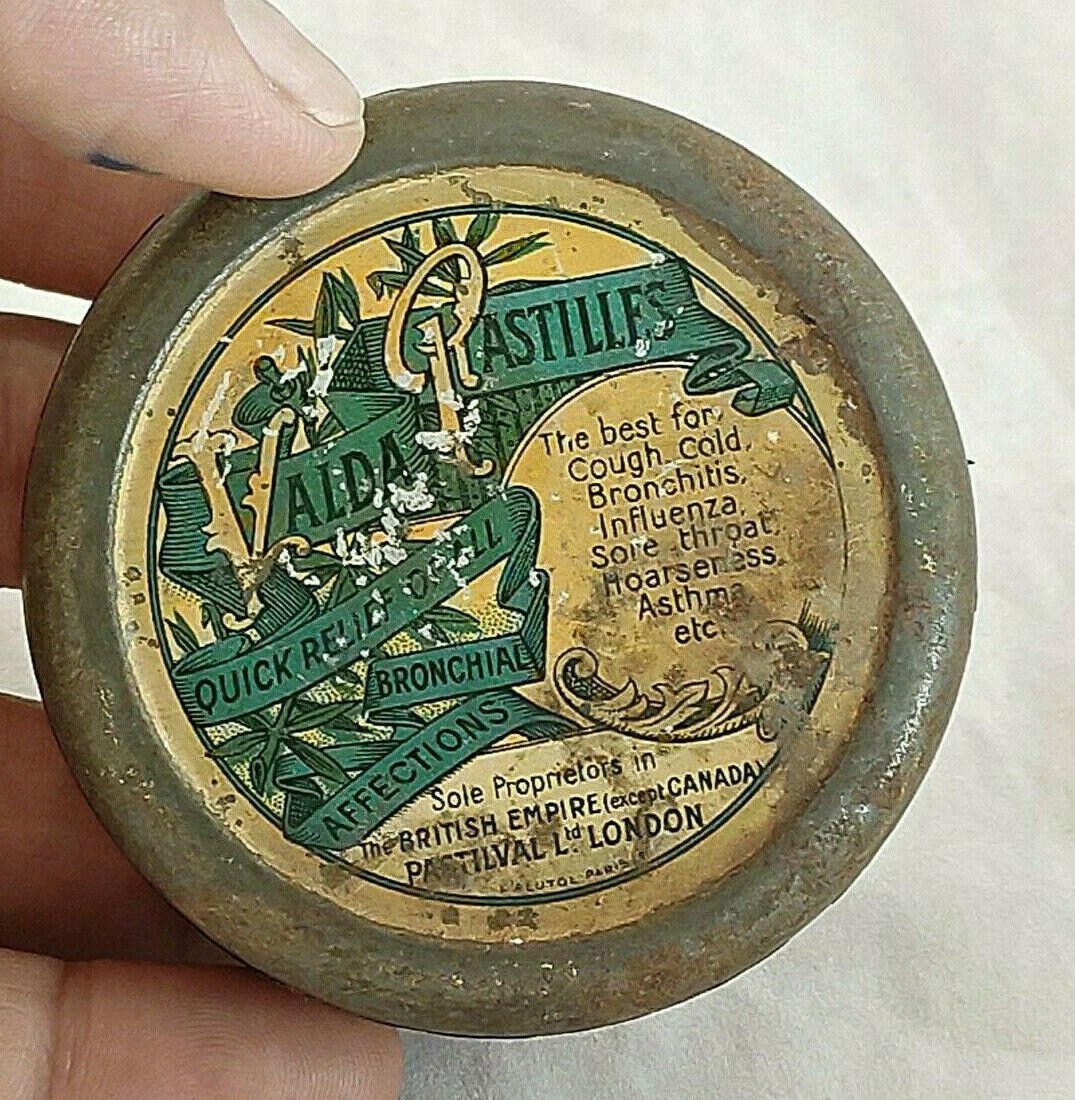 VALDA PASTILLES
QUICK RELIEF OF ALL
BRONCHIAL
AFFECTIONS
The best for,
Cough, Cold,
Bronchitis,
Influenza,
Sore throat,
Hoarseness,
Asthma
etc.
Sole Proprietors in
The BRITISH EMPIRE (except CANADA)
PASTILVAL Ltd LONDON
PARIS